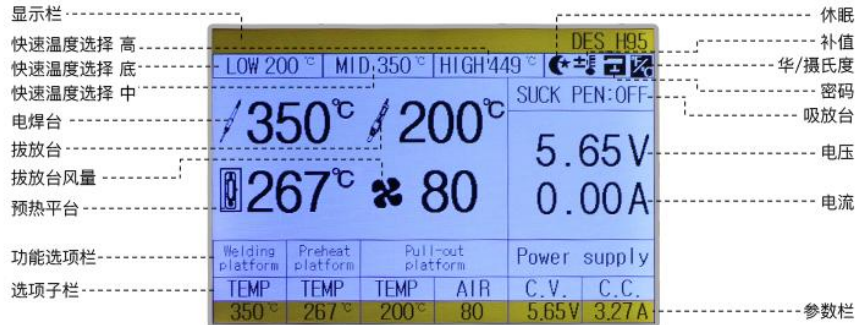 显示栏
快速温度选择 高
快速温度选择 底
快速温度选择 中
电焊台
拔放台
拔放台风量
预热平台
功能选项栏
选项子栏
DES H95
LOW 200 °C MID 350 °C HIGH 449 °C
SUCK PEN:OFF
350°C 200°C
5.65V
267°C 80
0.00A
Welding platform
Preheat platform
Pull-out platform
Power supply
TEMP TEMP TEMP AIR C.V. C.C.
350°C 267°C 200°C 80 5.65V 3.27A
休眠
补值
华/摄氏度
密码
吸放台
电压
电流
参数栏